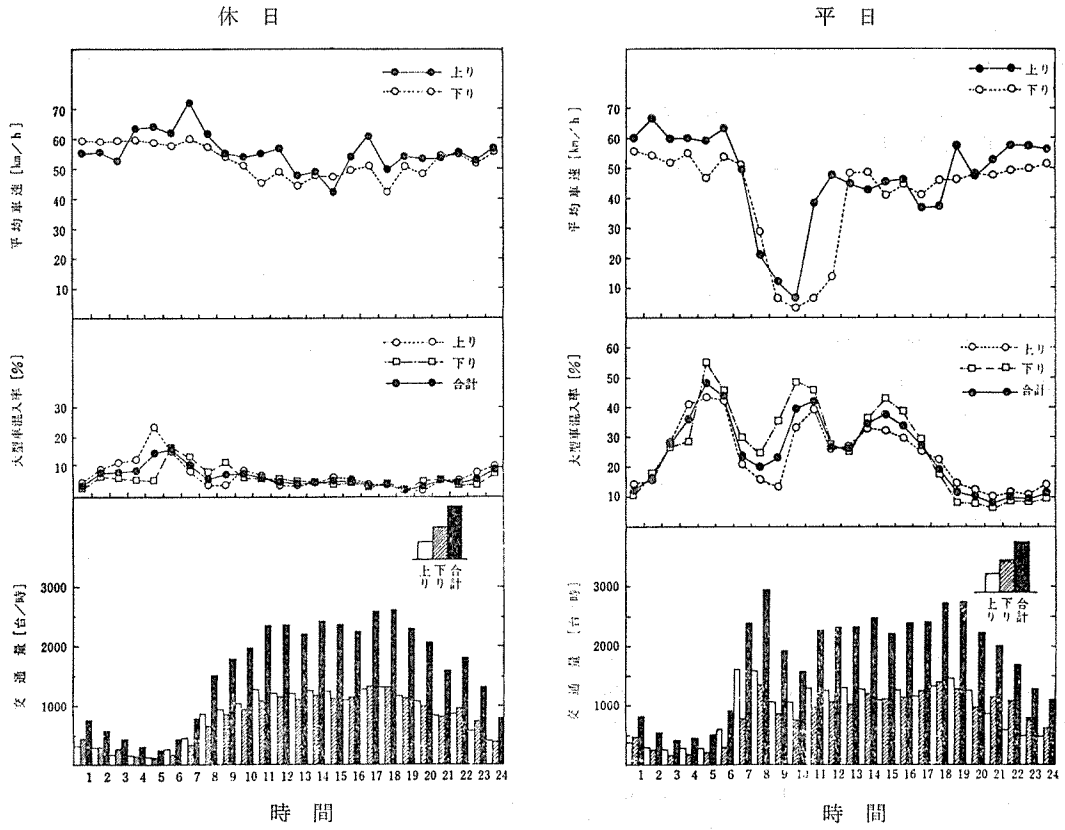 休 日
平 日
上り
下り
平均車速 [km/h]
70
60
50
40
30
20
10
上り
下り
合計
大型車混入率 [%]
30
20
10
上り
下り
合計
交 通 量 [台/時]
3000
2000
1000
1 2 3 4 5 6 7 8 9 10 11 12 13 14 15 16 17 18 19 20 21 22 23 24
時 間
上り
下り
平均車速 [km/h]
70
60
50
40
30
20
10
上り
下り
合計
大型車混入率 [%]
60
50
40
30
20
10
上り
下り
合計
交 通 量 [台/時]
3000
2000
1000
1 2 3 4 5 6 7 8 9 10 11 12 13 14 15 16 17 18 19 20 21 22 23 24
時 間